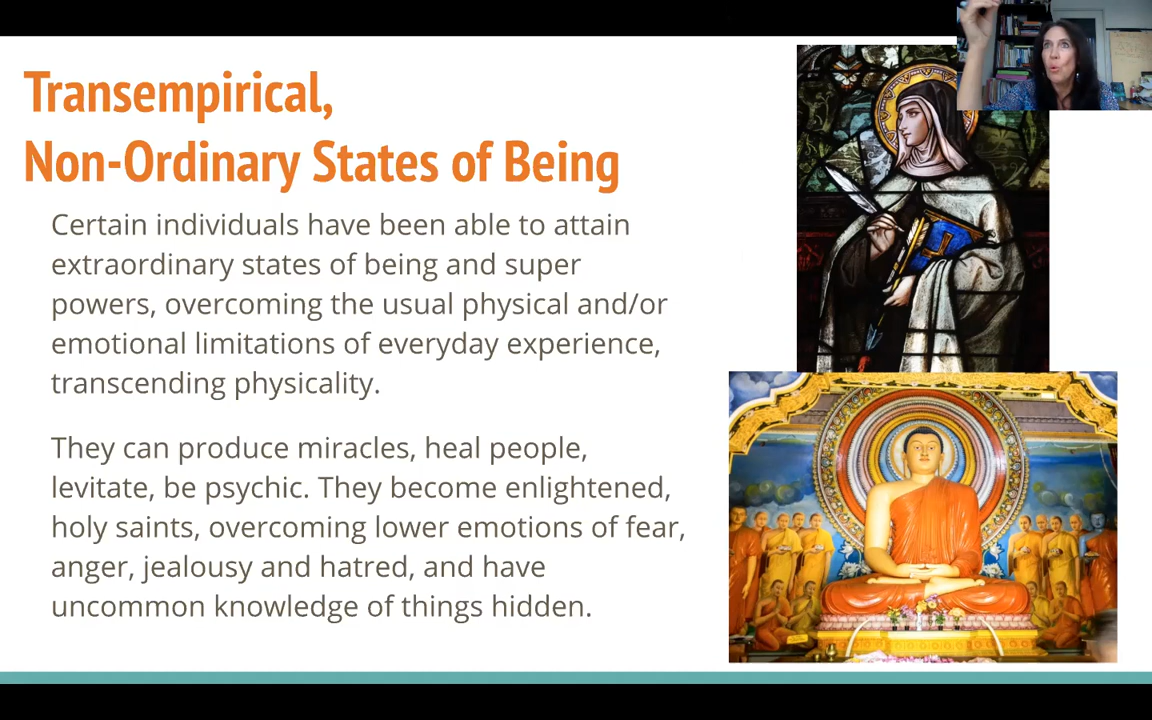 Transempirical,
Non-Ordinary States of Being
Certain individuals have been able to attain
extraordinary states of being and super
powers, overcoming the usual physical and/or
emotional limitations of everyday experience,
transcending physicality.
They can produce miracles, heal people,
levitate, be psychic. They become enlightened,
holy saints, overcoming lower emotions of fear,
anger, jealousy and hatred, and have
uncommon knowledge of things hidden.